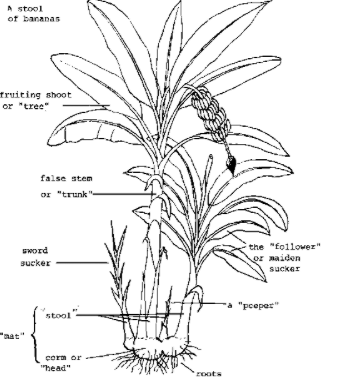 A stool
of bananas
fruiting shoot
or "tree"
false stem
or "trunk"
sword
sucker
the "follower"
or maiden
sucker
a "peeper"
"stool"
"mat"
corm or
"head"
roots